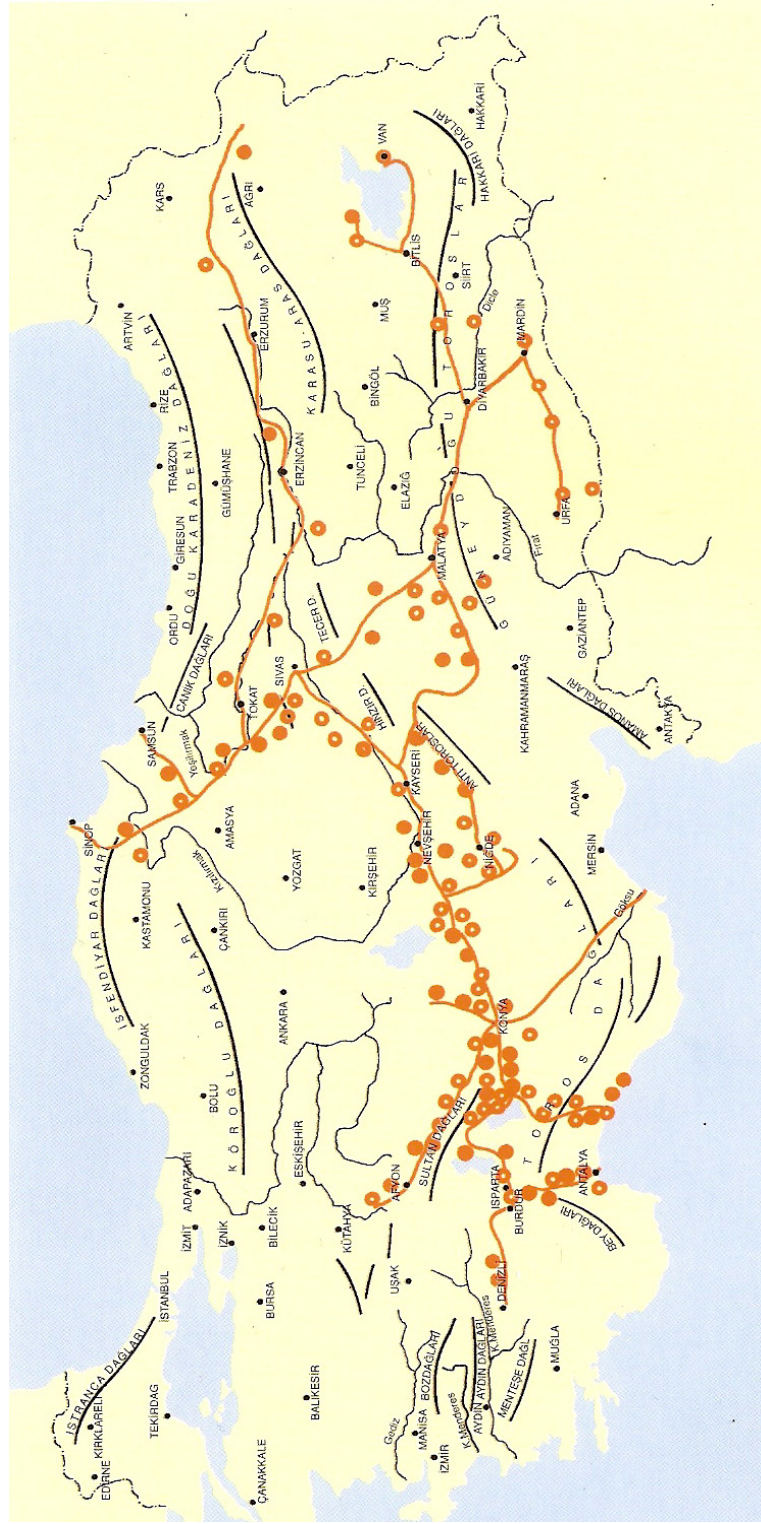 EDİRNE
KIRKLARELİ
ISTRANCA DAĞLARI
TEKİRDAG
İSTANBUL
ÇANAKKALE
BALIKESİR
BURSA
İZMİT
ADAPAZARI
İZNİK
BİLECİK
ESKİŞEHİR
KÜTAHYA
UŞAK
AFYON
Gediz
MANİSA
İZMİR
BOZDAĞLARI
K.Menderes
AYDIN
AYDIN DAĞLARI
K.Menderes
MENTEŞE DAĞL
MUĞLA
DENİZLİ
BURDUR
ISPARTA
BEY DAĞLARI
ANTALYA
SULTAN DAĞLARI
TOROS DAĞLARI
KONYA
Göksu
ZONGULDAK
BOLU
KÖROĞLU DAĞLARI
ANKARA
ÇANKIRI
KASTAMONU
İSFENDİYAR DAĞLAR
SİNOP
Kızılırmak
AMASYA
YOZGAT
KIRŞEHİR
NEVŞEHİR
KAYSERİ
NİĞDE
MERSİN
ADANA
ANTİ TOROSLAR
HINZIR D.
SAMSUN
Yeşilırmak
CANİK DAĞLARI
TOKAT
SİVAS
TECER D.
KAHRAMANMARAŞ
AMANOS DAĞLARI
ANTAKYA
GAZİANTEP
ADIYAMAN
MALATYA
Fırat
URFA
GÜNEYDOĞU TOROSLAR
ORDU
GİRESUN
DOĞU KARADENİZ DAĞLARI
TRABZON
RİZE
ARTVİN
GÜMÜŞHANE
ERZİNCAN
ERZURUM
TUNCELİ
ELAZIĞ
BİNGÖL
MUŞ
KARASU-ARAS DAĞLARI
KARS
AĞRI
DİYARBAKIR
MARDİN
Dicle
SİİRT
BİTLİS
VAN
HAKKARİ DAĞLARI
HAKKARİ